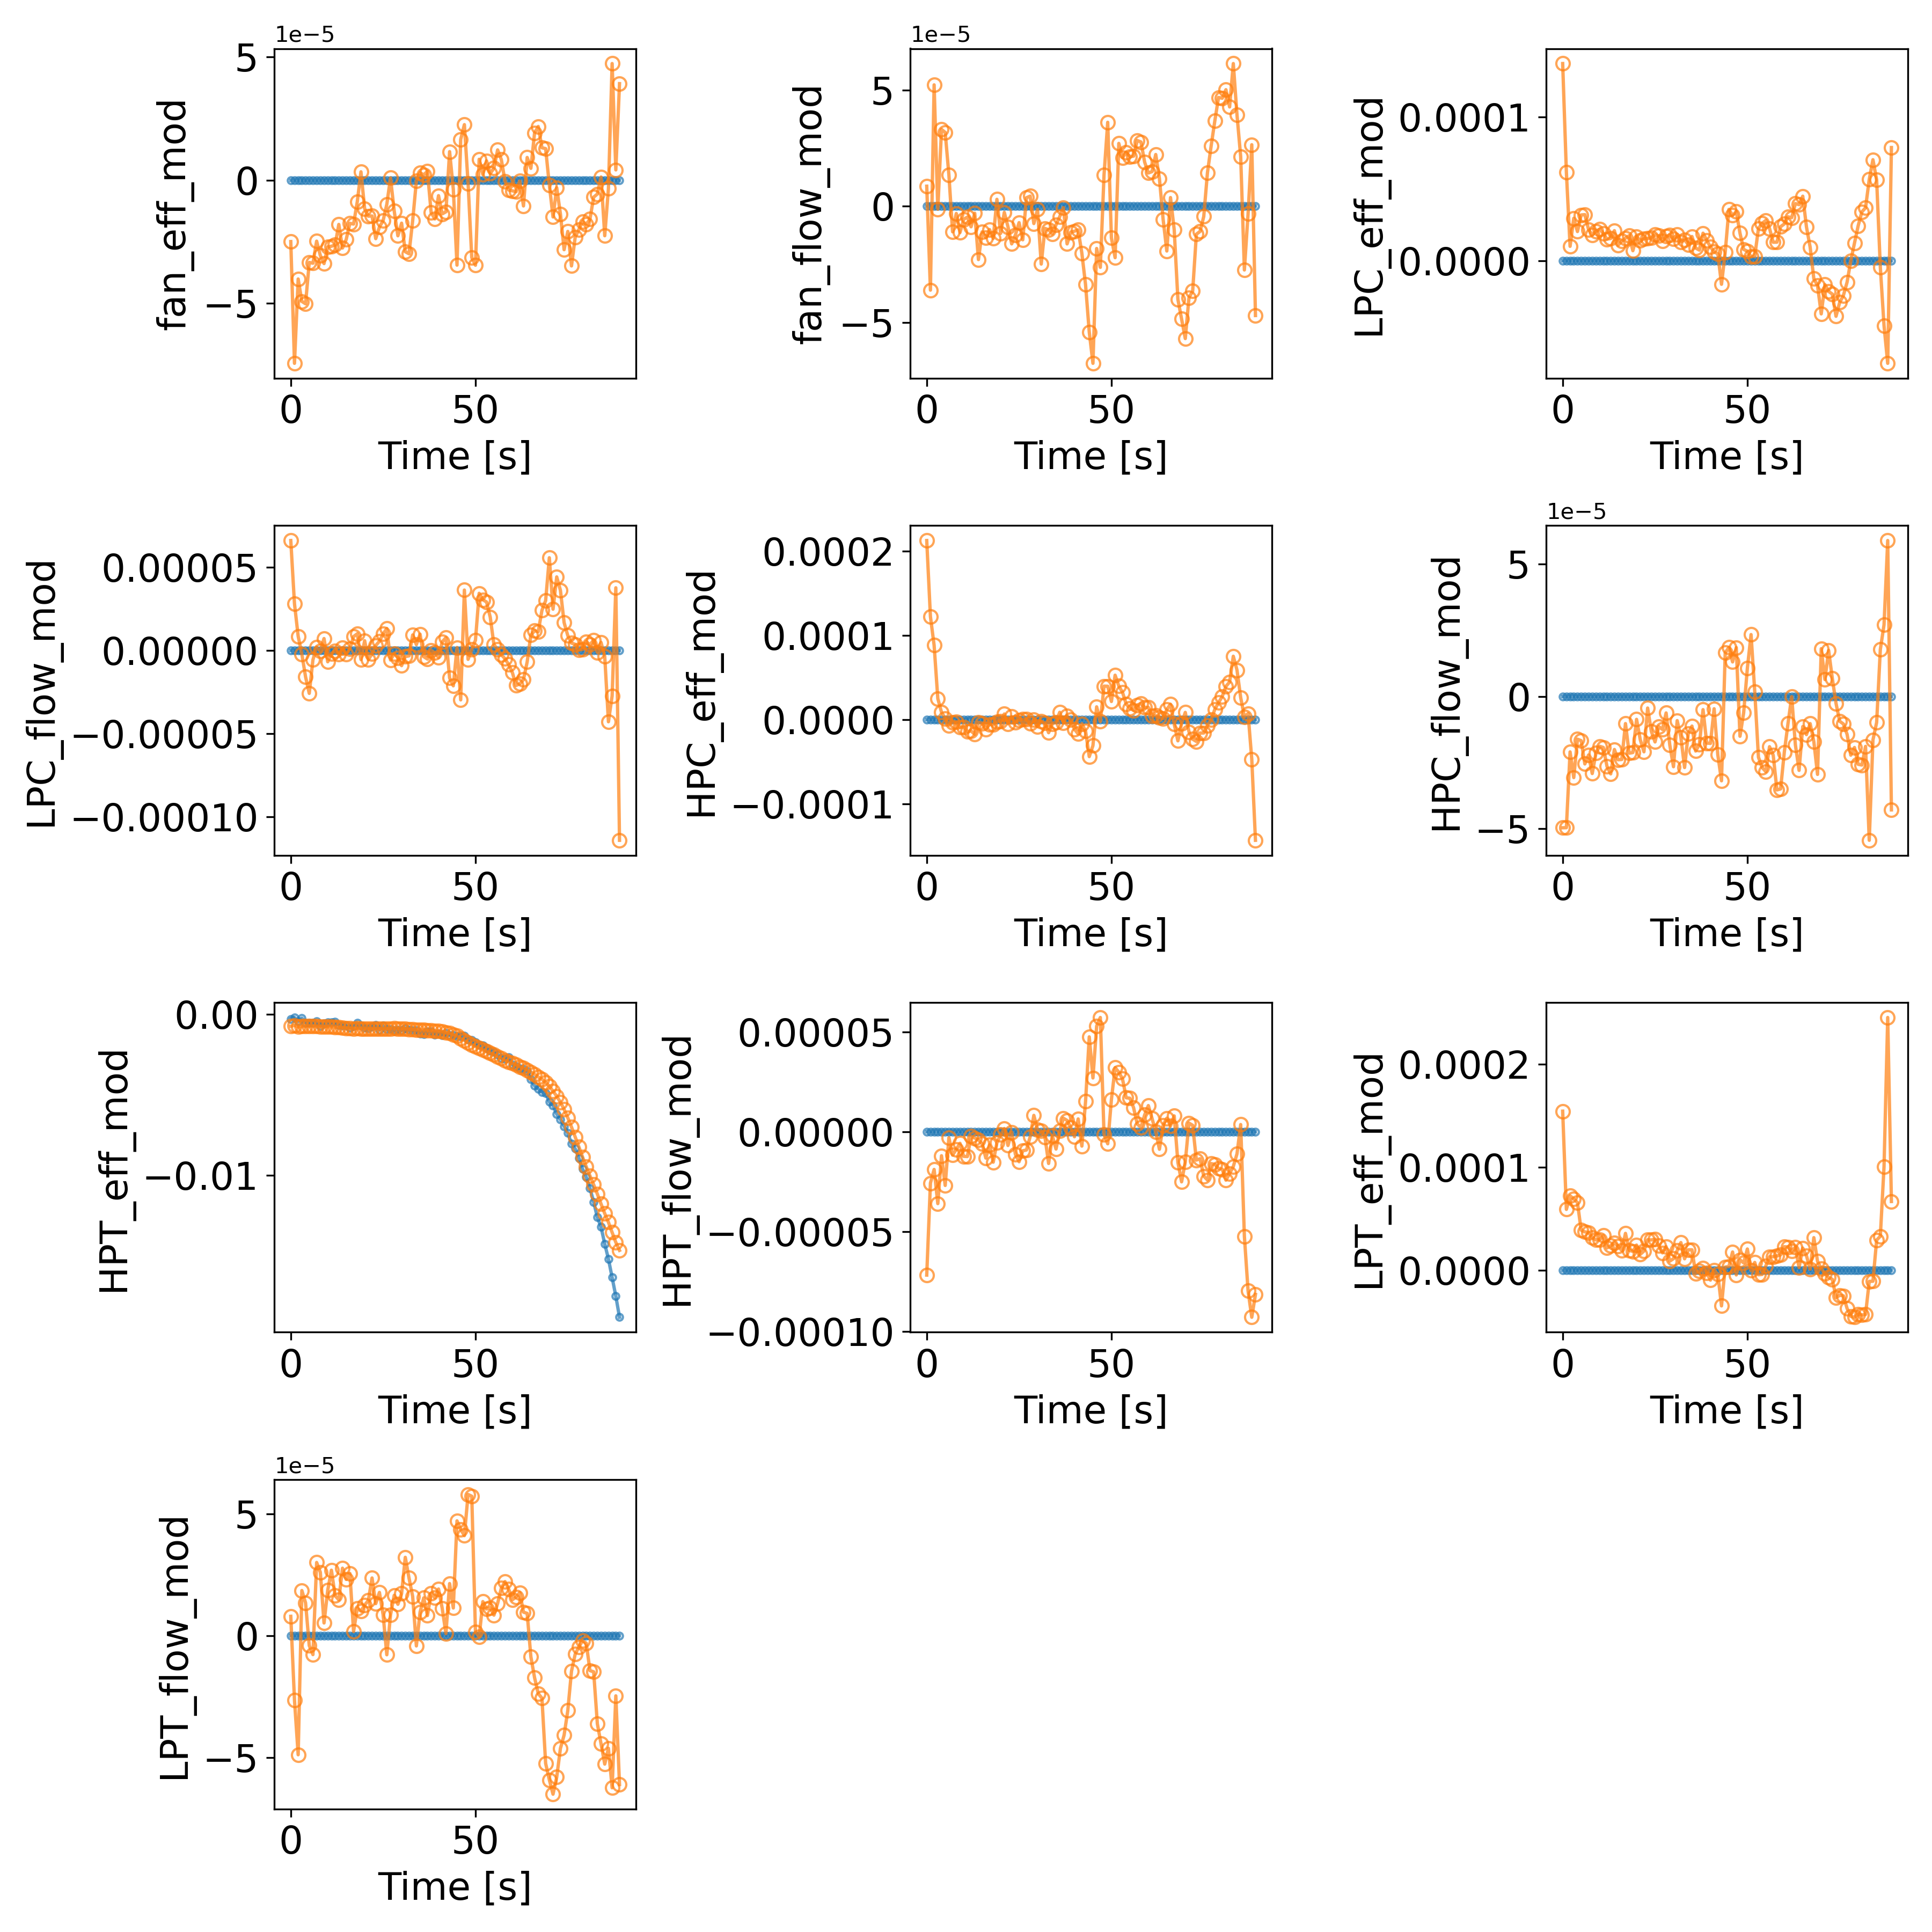 1e−5
5
0
−5
fan_eff_mod
0
50
Time [s]
1e−5
5
0
−5
fan_flow_mod
0
50
Time [s]
0.0001
0.0000
LPC_eff_mod
0
50
Time [s]
0.00005
0.00000
−0.00005
−0.00010
LPC_flow_mod
0
50
Time [s]
0.0002
0.0001
0.0000
−0.0001
HPC_eff_mod
0
50
Time [s]
1e−5
5
0
−5
HPC_flow_mod
0
50
Time [s]
0.00
−0.01
HPT_eff_mod
0
50
Time [s]
0.00005
0.00000
−0.00005
−0.00010
HPT_flow_mod
0
50
Time [s]
0.0002
0.0001
0.0000
LPT_eff_mod
0
50
Time [s]
1e−5
5
0
−5
LPT_flow_mod
0
50
Time [s]